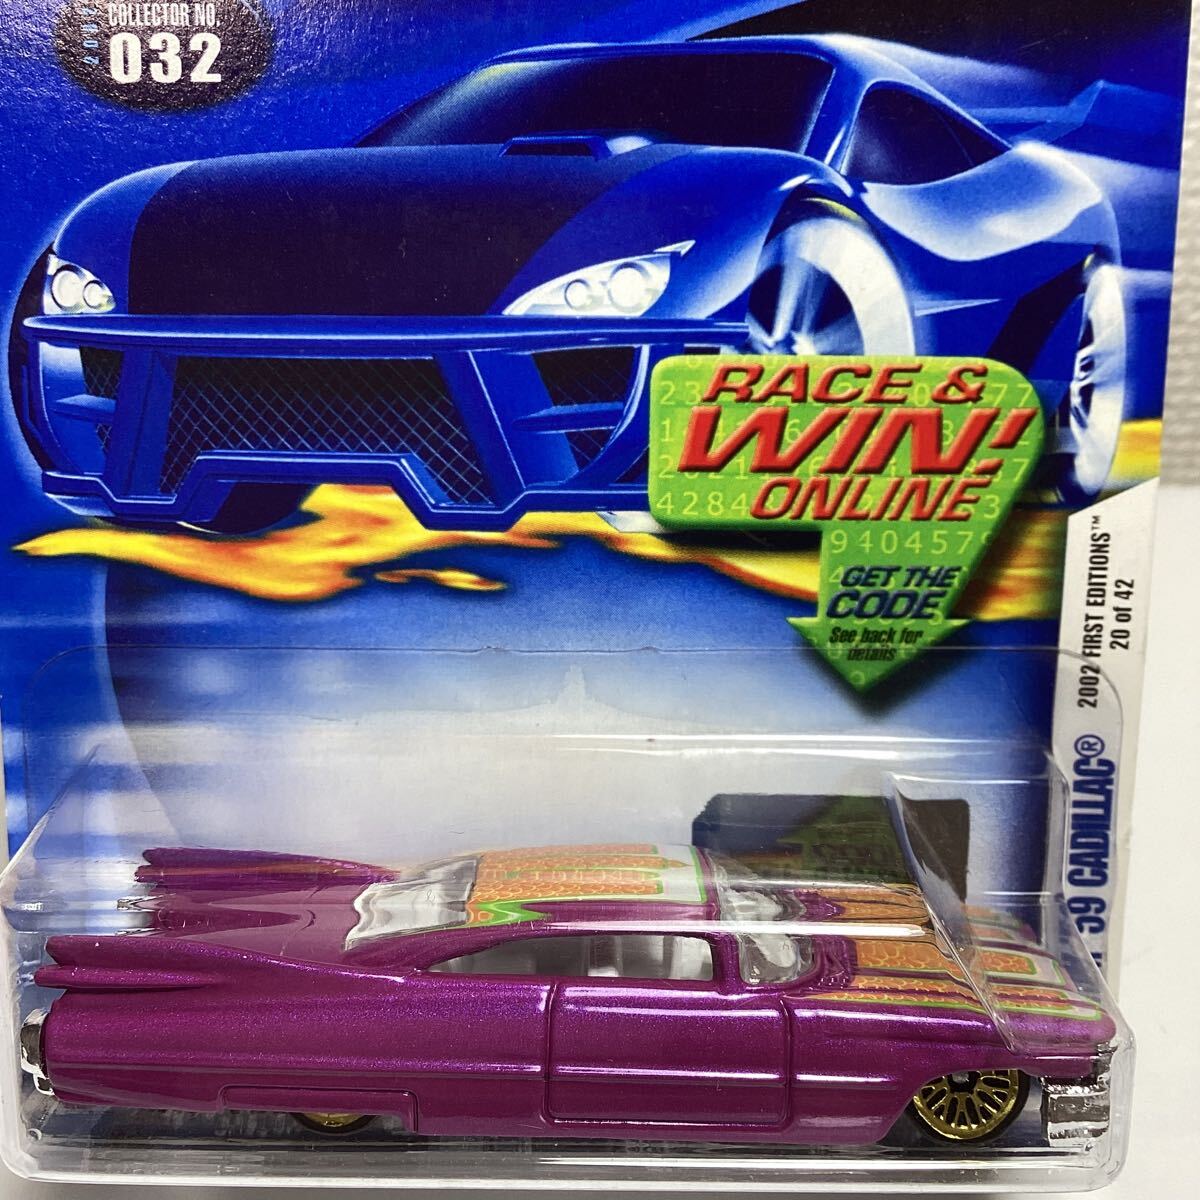 COLLECTOR NO.
032
RACE &
WIN!
ONLINE
GET THE
CODE
See back for
details
2002 FIRST EDITIONS™
20 of 42
59 CADILLAC®